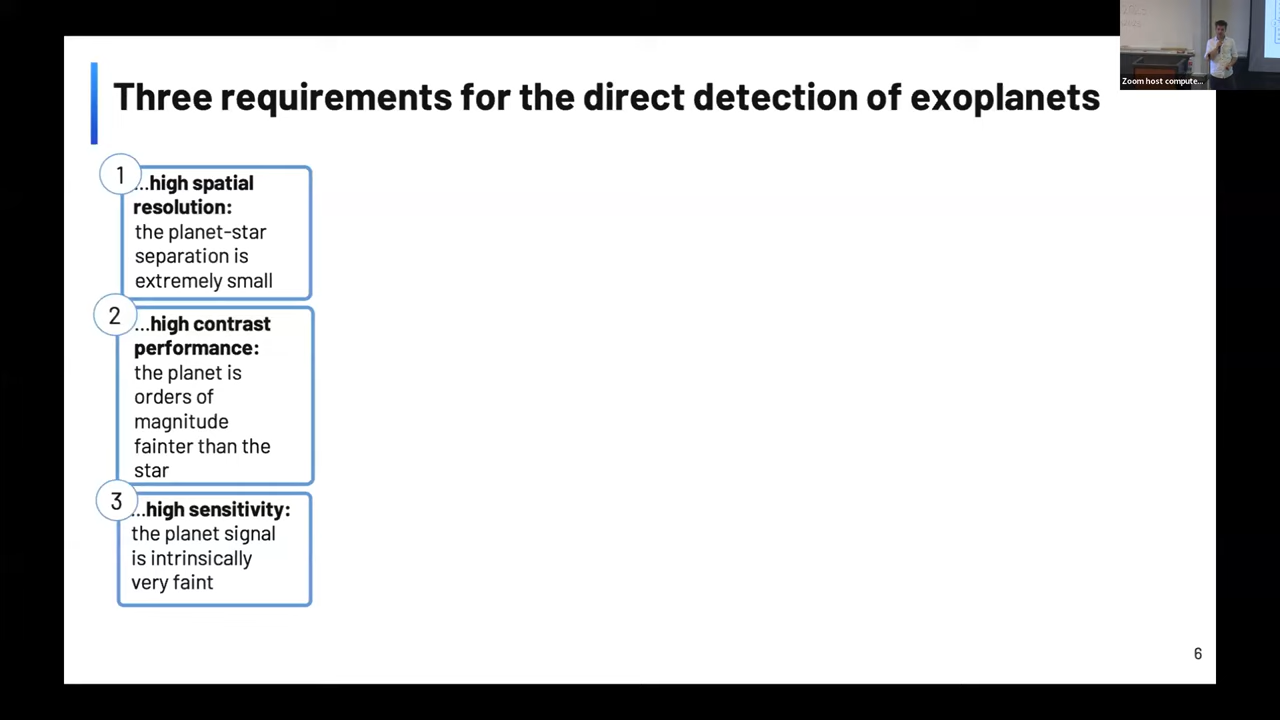 Three requirements for the direct detection of exoplanets
1
...high spatial
resolution:
the planet-star
separation is
extremely small
2
...high contrast
performance:
the planet is
orders of
magnitude
fainter than the
star
3
...high sensitivity:
the planet signal
is intrinsically
very faint
6
Zoom host compute...